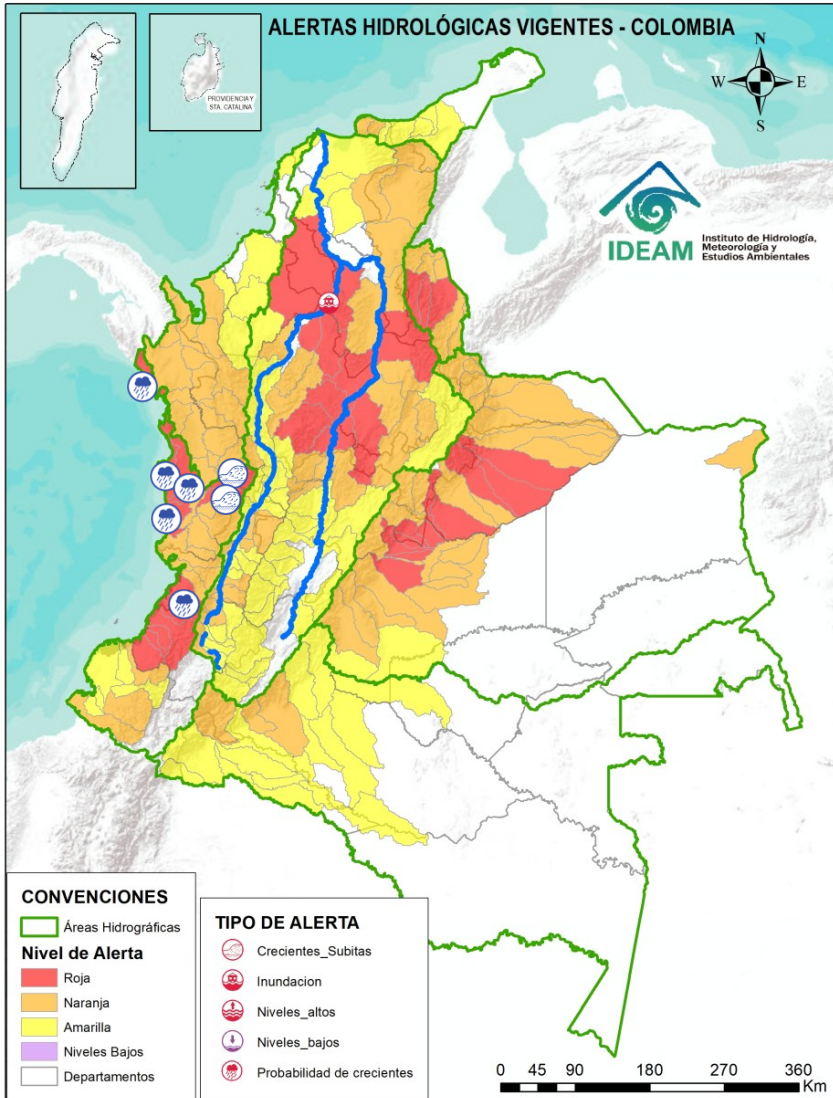 ALERTAS HIDROLÓGICAS VIGENTES - COLOMBIA
PROVIDENCIA Y
STA. CATALINA
N
W
E
S
IDEAM
Instituto de Hidrología,
Meteorología y
Estudios Ambientales
CONVENCIONES
Áreas Hidrográficas
Nivel de Alerta
Roja
Naranja
Amarilla
Niveles Bajos
Departamentos
TIPO DE ALERTA
Crecientes_Subitas
Inundacion
Niveles_altos
Niveles_bajos
Probabilidad de crecientes
0 45 90 180 270 360
Km